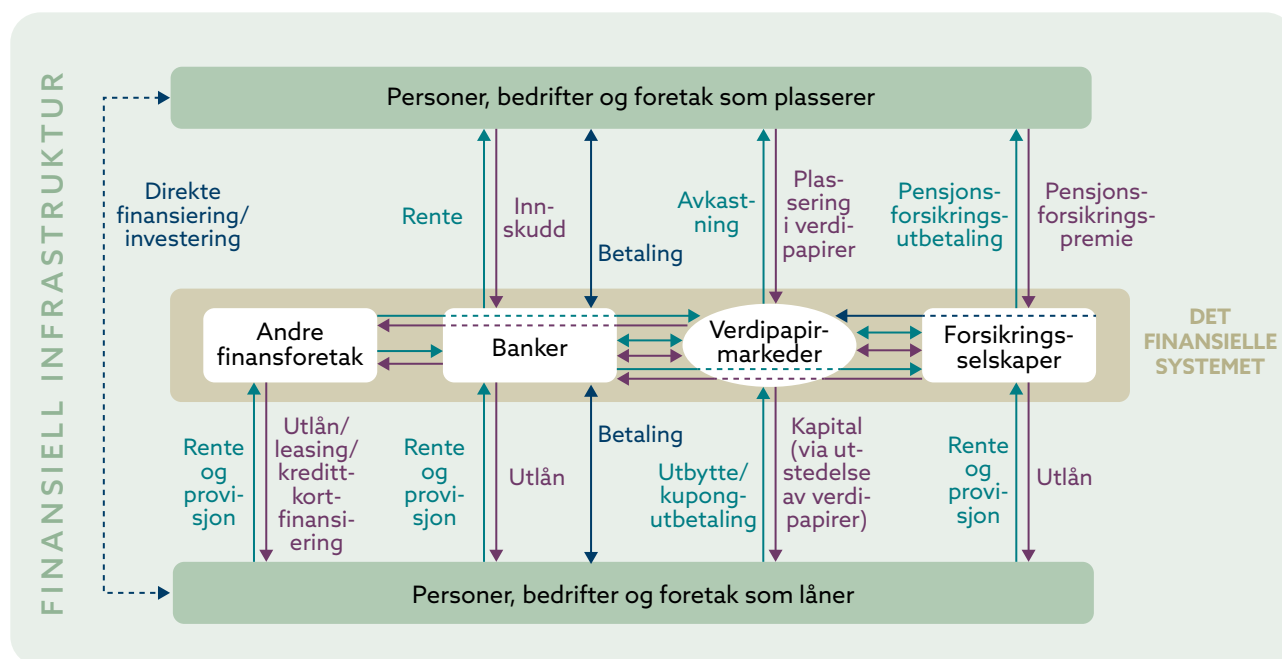 FINANSIELL INFRASTRUKTUR
Personer, bedrifter og foretak som plasserer
Direkte
finansiering/
investering
Rente
Inn-
skudd
Betaling
Avkast-
ning
Plas-
sering
i verdi-
papirer
Pensjons-
forsikrings-
utbetaling
Pensjons-
forsikrings-
premie
Andre
finansforetak
Banker
Verdipapir-
markeder
Forsikrings-
selskaper
DET
FINANSIELLE
SYSTEMET
Rente
og
provi-
sjon
Utlån/
leasing/
kreditt-
kort-
finansi-
ering
Rente
og
provi-
sjon
Utlån
Betaling
Utbytte/
kupong-
utbetaling
Kapital
(via ut-
stedelse
av verdi-
papirer)
Rente
og
provi-
sjon
Utlån
Personer, bedrifter og foretak som låner